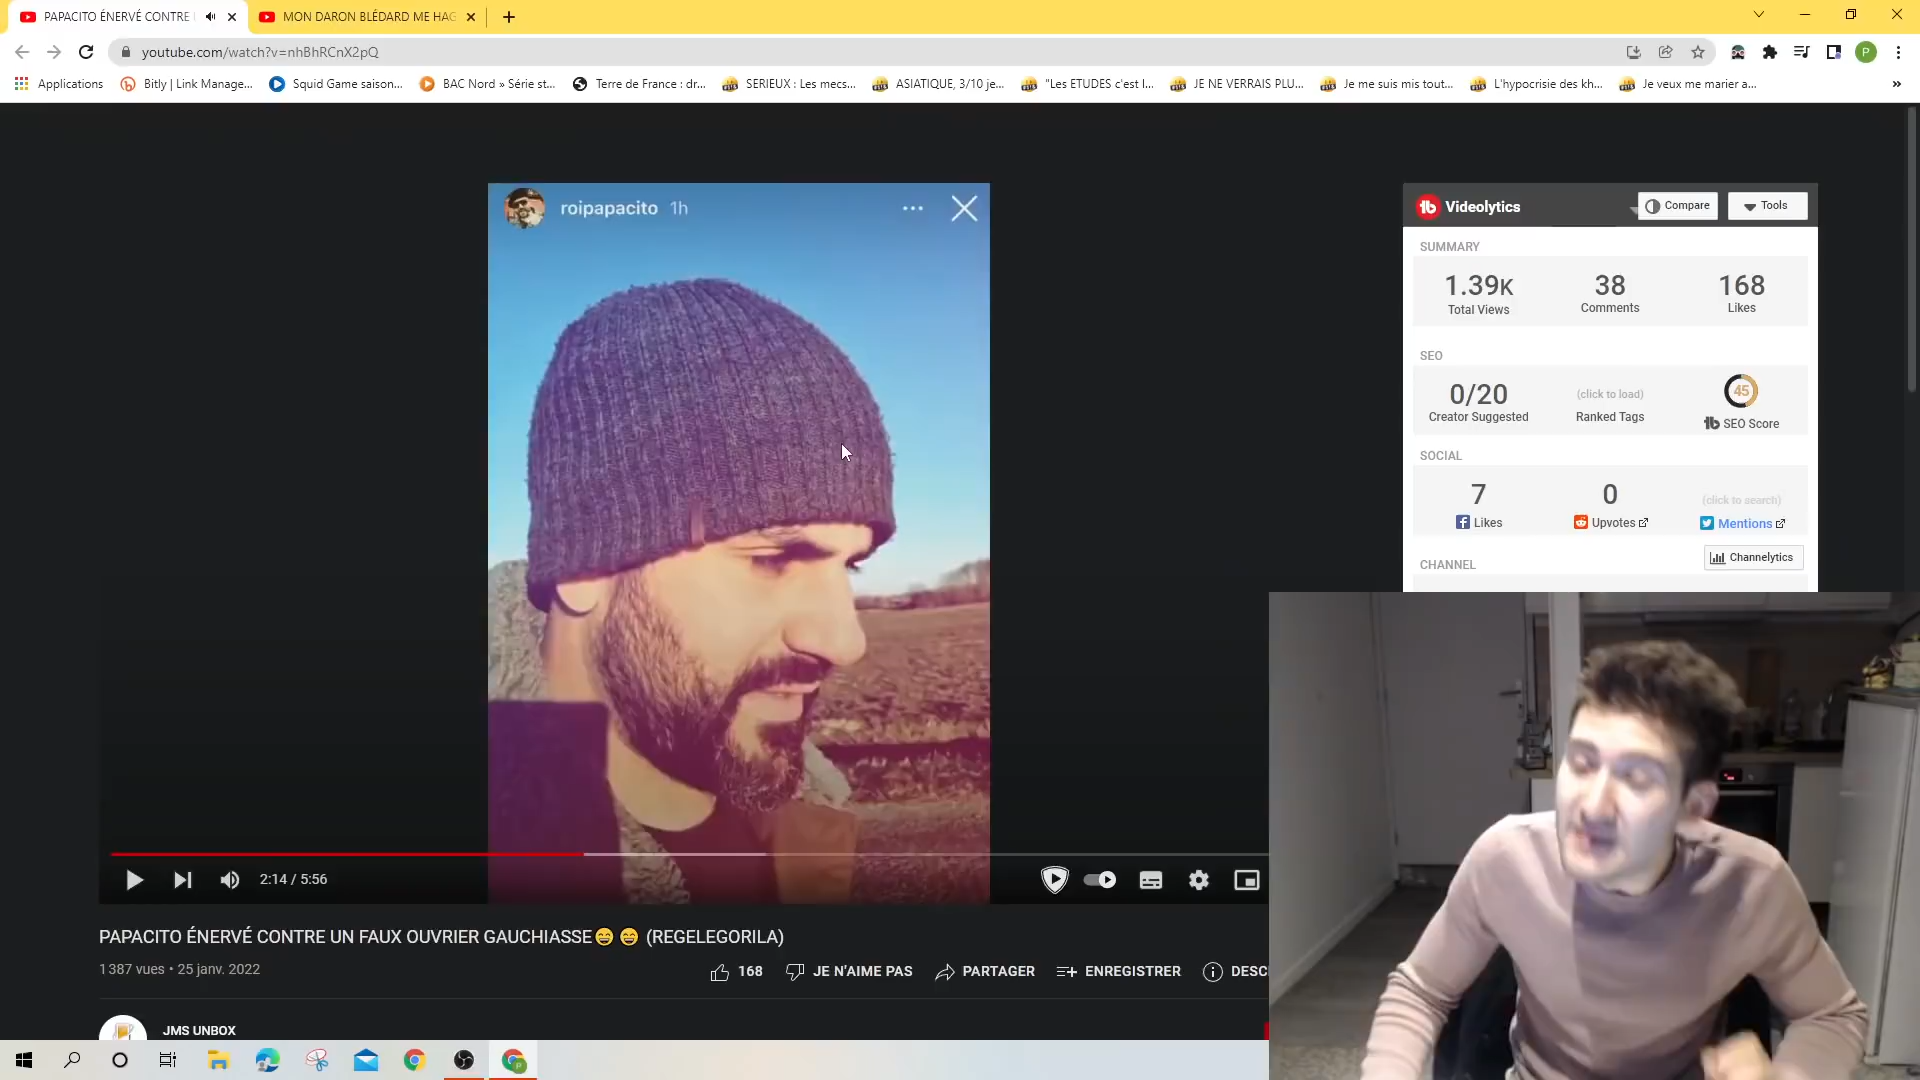 PAPACITO ÉNERVÉ CONTRE
MON DARON BLÉDARD ME HAG
youtube.com/watch?v=nhBhRCnX2pQ
P
Applications
Bitly | Link Manage...
Squid Game saison...
BAC Nord » Série st...
Terre de France : dr...
SERIEUX : Les mecs...
ASIATIQUE, 3/10 je...
"Les ETUDES c'est l...
JE NE VERRAIS PLU...
Je me suis mis tout...
L'hypocrisie des kh...
Je veux me marier a...
»
roipapacito 1h
Videolytics
Compare
Tools
SUMMARY
1.39K
Total Views
38
Comments
168
Likes
SEO
0/20
Creator Suggested
(click to load)
Ranked Tags
45
SEO Score
SOCIAL
7
Likes
0
Upvotes
(click to search)
Mentions
CHANNEL
Channelytics
2:14 / 5:56
PAPACITO ÉNERVÉ CONTRE UN FAUX OUVRIER GAUCHIASSE😄😄 (REGELEGORILA)
1 387 vues • 25 janv. 2022
168
JE N'AIME PAS
PARTAGER
ENREGISTRER
DESC
JMS UNBOX